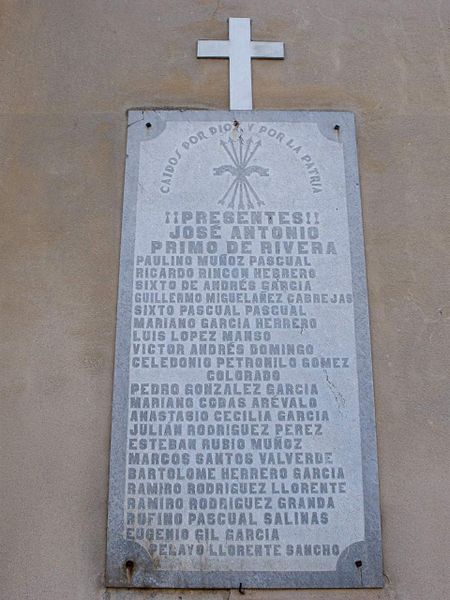 CAIDOS POR DIOS Y POR LA PATRIA
¡¡PRESENTES!!
JOSÉ ANTONIO
PRIMO DE RIVERA
PAULINO MUÑOZ PASCUAL
RICARDO RINCON HEBRERO
SIXTO DE ANDRÉS GARCIA
GUILLERMO MIGUELAÑEZ CABREJAS
SIXTO PASCUAL PASCUAL
MARIANO GARCIA HERRERO
LUIS LOPEZ MANSO
VICTOR ANDRÉS DOMINGO
CELEDONIO PETRONILO GOMEZ
COLORADO
PEDRO GONZALEZ GARCIA
MARIANO COBAS ARÉVALO
ANASTASIO CECILIA GARCIA
JULIÁN RODRIGUEZ PEREZ
ESTEBAN RUBIO MUÑOZ
MARCOS SANTOS VALVERDE
BARTOLOME HERRERO GARCIA
RAMIRO RODRIGUEZ LLORENTE
RAMIRO RODRIGUEZ GRANDA
RUFINO PASCUAL SALINAS
EUGENIO GIL GARCIA
PELAYO LLORENTE SANCHO